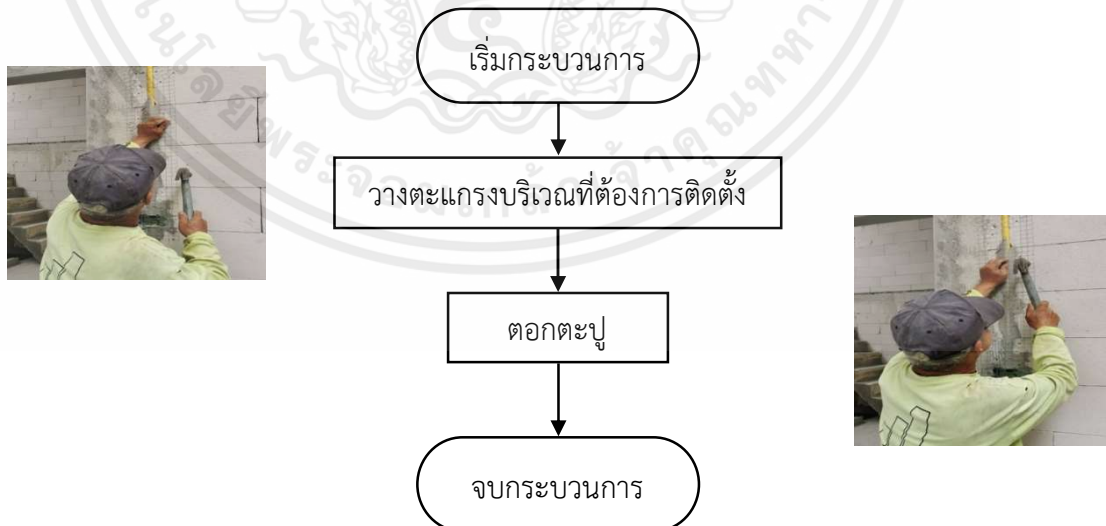 เริ่มกระบวนการ
วางตะแกรงบริเวณที่ต้องการติดตั้ง
ตอกตะปู
จบกระบวนการ